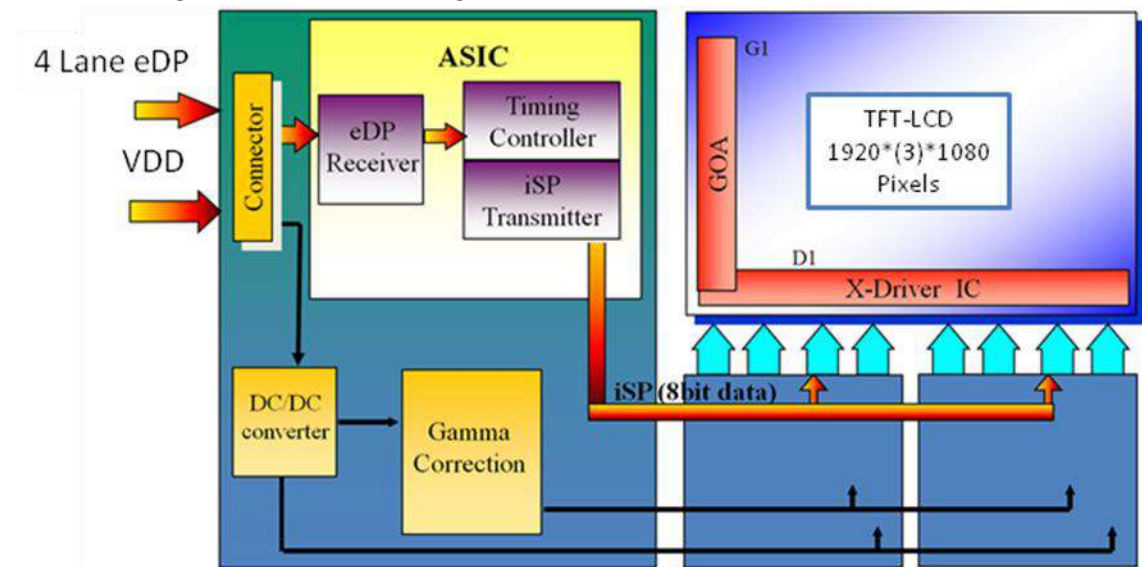 4 Lane eDP
VDD
Connector
ASIC
eDP
Receiver
Timing
Controller
iSP
Transmitter
DC/DC
converter
Gamma
Correction
iSP (8bit data)
G1
GOA
TFT-LCD
1920*(3)*1080
Pixels
D1
X-Driver IC